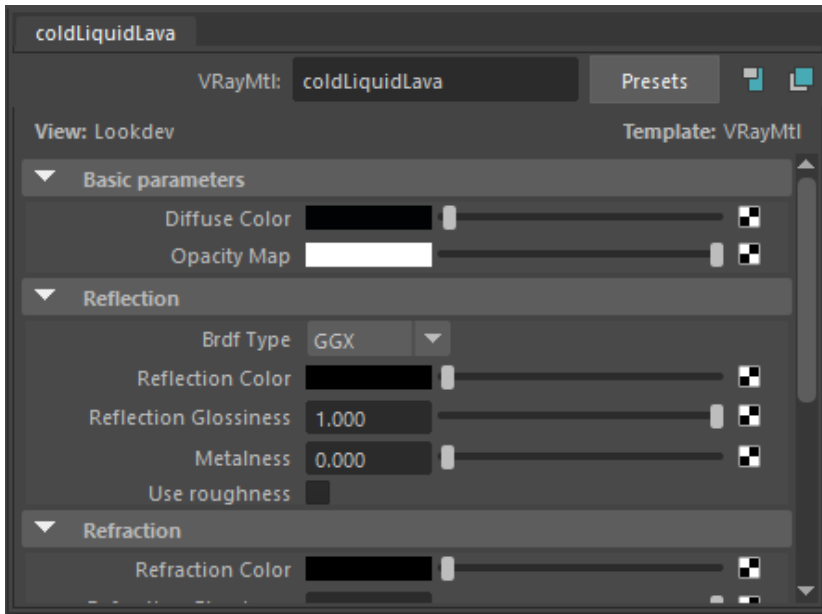 coldLiquidLava
VRayMtl: coldLiquidLava Presets
View: Lookdev Template: VRayMtl
Basic parameters
Diffuse Color
Opacity Map
Reflection
Brdf Type GGX
Reflection Color
Reflection Glossiness 1.000
Metalness 0.000
Use roughness
Refraction
Refraction Color